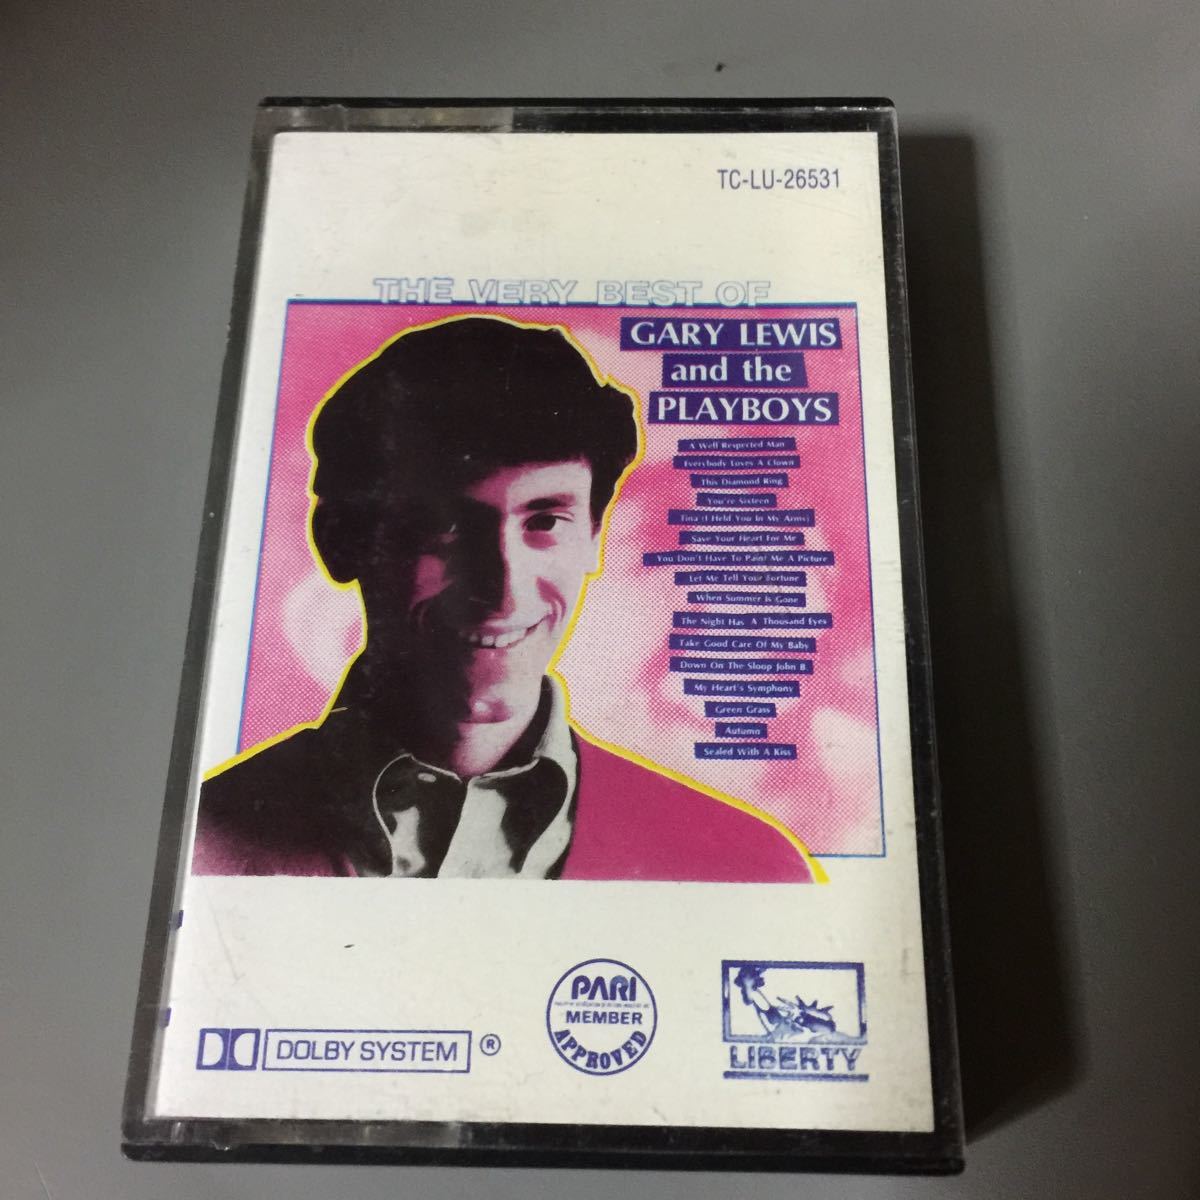 TC-LU-26531
THE VERY BEST OF
GARY LEWIS
and the
PLAYBOYS
A Well Respected Man
Everybody Loves A Clown
This Diamond Ring
You're Sixteen
Tina (I Held You In My Arms)
Save Your Heart For Me
You Don't Have To Paint Me A Picture
Let Me Tell Your Fortune
When Summer Is Gone
The Night Has A Thousand Eyes
Take Good Care Of My Baby
Down On The Sloop John B.
My Heart's Symphony
Green Grass
Autumn
Sealed With A Kiss
DOLBY SYSTEM ®
PARI
MEMBER
APPROVED
LIBERTY